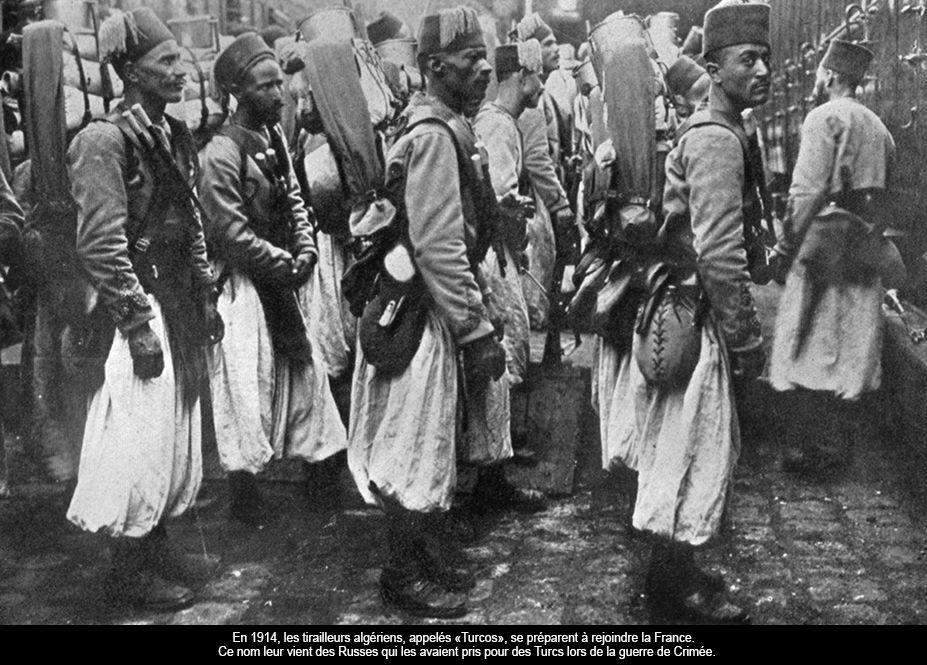 En 1914, les tirailleurs algériens, appelés «Turcos», se préparent à rejoindre la France.
Ce nom leur vient des Russes qui les avaient pris pour des Turcs lors de la guerre de Crimée.